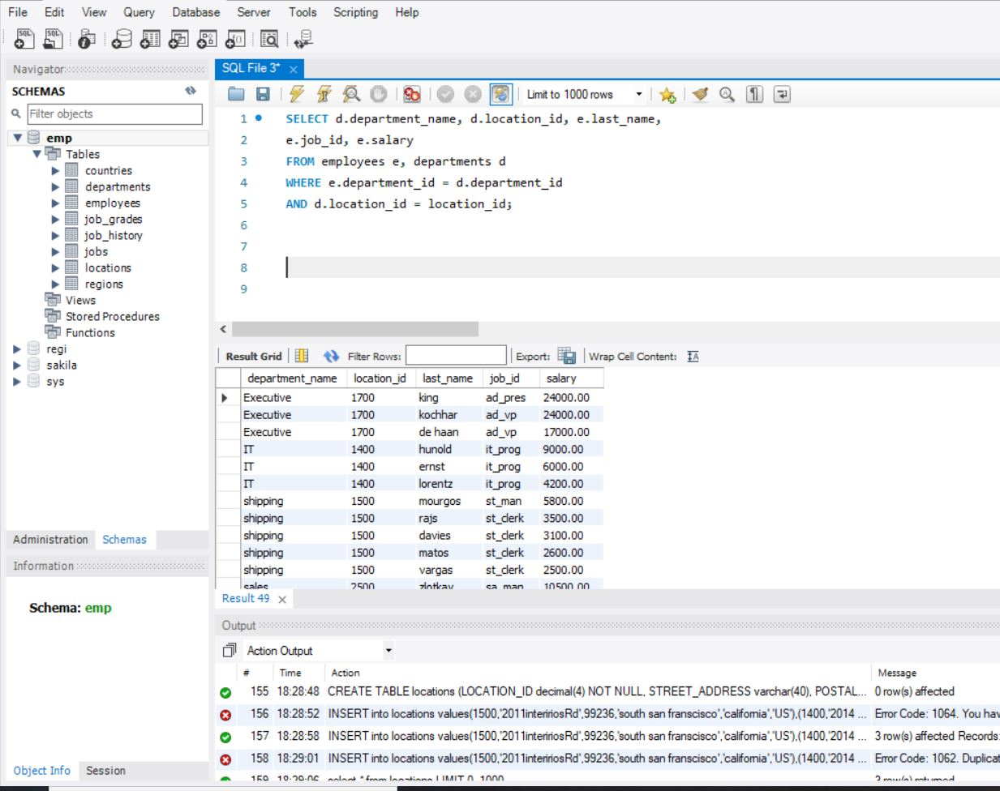 File Edit View Query Database Server Tools Scripting Help
Navigator
SCHEMAS
Filter objects
emp
Tables
countries
departments
employees
job_grades
job_history
jobs
locations
regions
Views
Stored Procedures
Functions
regi
sakila
sys
Administration Schemas
Information
Schema: emp
Object Info Session
SQL File 3*
Limit to 1000 rows
1 SELECT d.department_name, d.location_id, e.last_name,
2 e.job_id, e.salary
3 FROM employees e, departments d
4 WHERE e.department_id = d.department_id
5 AND d.location_id = location_id;
6
7
8
9
Result Grid Filter Rows: Export: Wrap Cell Content:
department_name location_id last_name job_id salary
Executive 1700 king ad_pres 24000.00
Executive 1700 kochhar ad_vp 24000.00
Executive 1700 de haan ad_vp 17000.00
IT 1400 hunold it_prog 9000.00
IT 1400 ernst it_prog 6000.00
IT 1400 lorentz it_prog 4200.00
shipping 1500 mourgos st_man 5800.00
shipping 1500 rajs st_clerk 3500.00
shipping 1500 davies st_clerk 3100.00
shipping 1500 matos st_clerk 2600.00
shipping 1500 vargas st_clerk 2500.00
sales 2500 zlotkay sa_man 10500.00
Result 49
Output
Action Output
# Time Action Message
155 18:28:48 CREATE TABLE locations (LOCATION_ID decimal(4) NOT NULL, STREET_ADDRESS varchar(40), POSTAL... 0 row(s) affected
156 18:28:52 INSERT into locations values(1500,'2011inteririosRd',99236,'south san franscisco','california','US'),(1400,'2014 ... Error Code: 1064. You hav
157 18:28:58 INSERT into locations values(1500,'2011inteririosRd',99236,'south san franscisco','california','US'),(1400,'2014 ... 3 row(s) affected Records:
158 18:29:01 INSERT into locations values(1500,'2011inteririosRd',99236,'south san franscisco','california','US'),(1400,'2014 ... Error Code: 1062. Duplicat
159 18:29:06 select * from locations LIMIT 0, 1000 3 row(s) returned